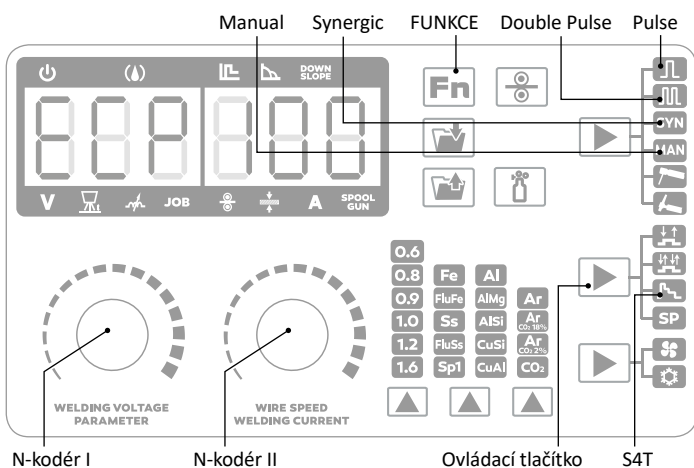 Manual Synergic FUNKCE Double Pulse Pulse
DOWN
SLOPE
Fn
ECP 100
SYN
MAN
V JOB A SPOOL
GUN
0.6
0.8 Fe Al
0.9 FluFe AlMg Ar
1.0 Ss AlSi Ar
CO₂ 18%
1.2 FluSs CuSi Ar
CO₂ 2%
1.6 Sp1 CuAl CO₂
SP
WELDING VOLTAGE
PARAMETER
WIRE SPEED
WELDING CURRENT
N-kodér I N-kodér II Ovládací tlačítko S4T